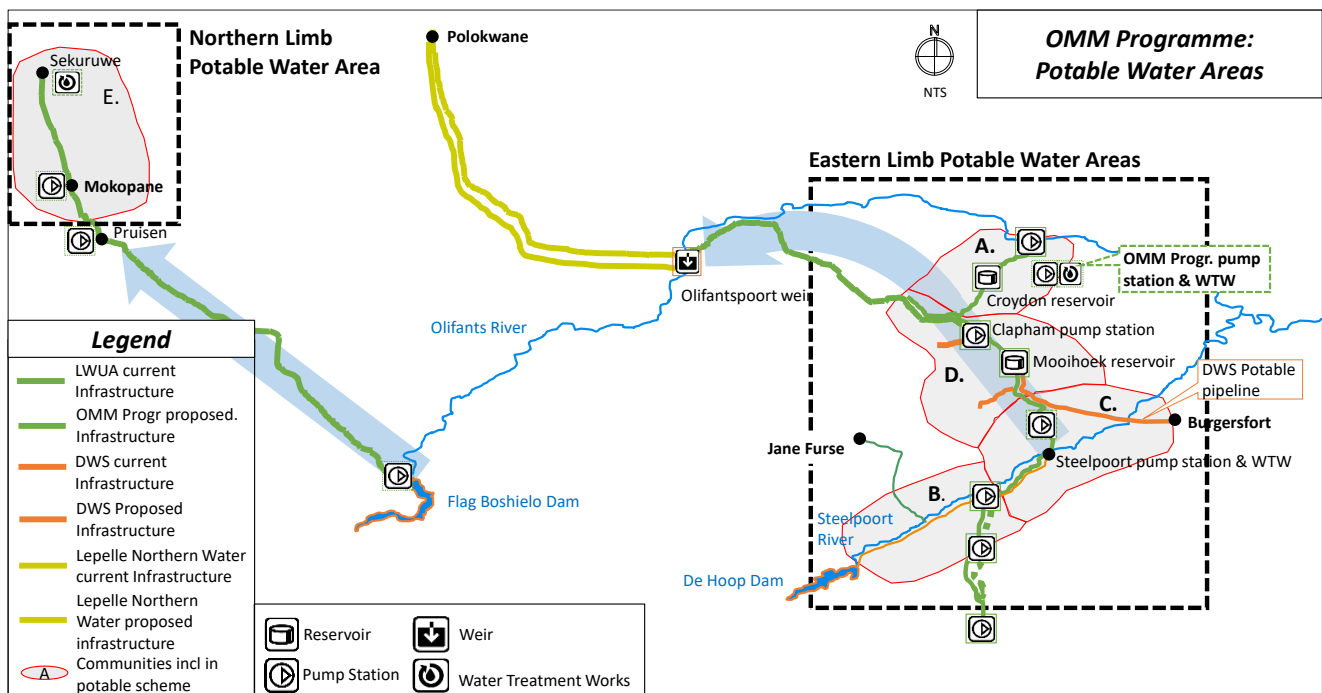 OMM Programme:
Potable Water Areas
N
NTS
Northern Limb
Potable Water Area
Sekuruwe
E.
Mokopane
Pruisen
Polokwane
Eastern Limb Potable Water Areas
A.
OMM Progr. pump
station & WTW
Croydon reservoir
Olifantspoort weir
Olifants River
Clapham pump station
Mooihoek reservoir
D.
DWS Potable
pipeline
C.
Burgersfort
Jane Furse
Steelpoort pump station & WTW
B.
Steelpoort
River
Flag Boshielo Dam
De Hoop Dam
Legend
LWUA current
Infrastructure
OMM Progr proposed.
Infrastructure
DWS current
Infrastructure
DWS Proposed
Infrastructure
Lepelle Northern Water
current Infrastructure
Lepelle Northern
Water proposed
infrastructure
A
Communities incl in
potable scheme
Reservoir
Weir
Pump Station
Water Treatment Works